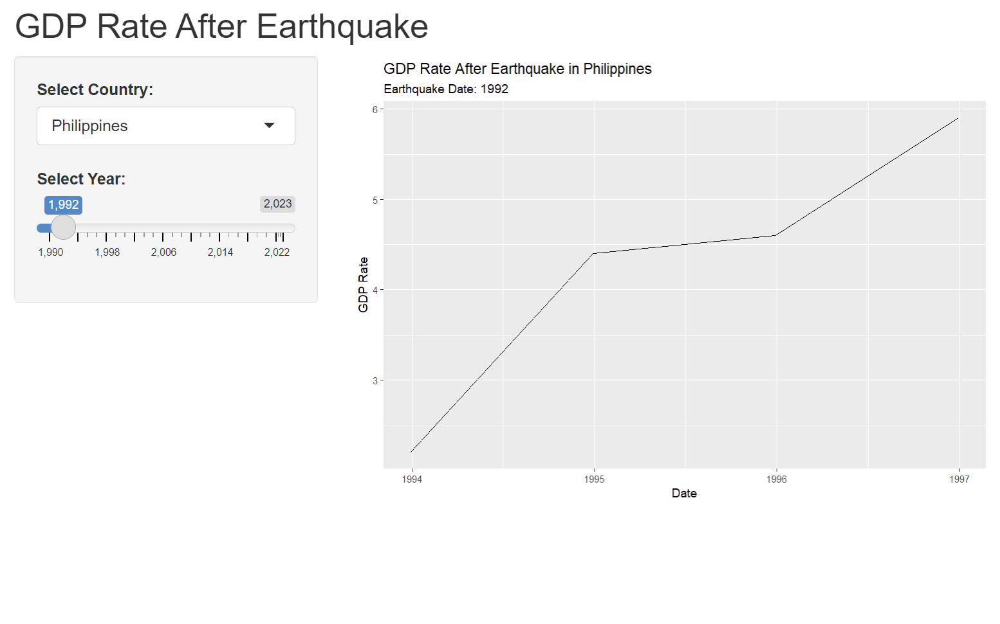 GDP Rate After Earthquake
Select Country:
Philippines
Select Year:
1,992
2,023
1,990 1,998 2,006 2,014 2,022
GDP Rate After Earthquake in Philippines
Earthquake Date: 1992
6
5
4
3
GDP Rate
1994 1995 1996 1997
Date